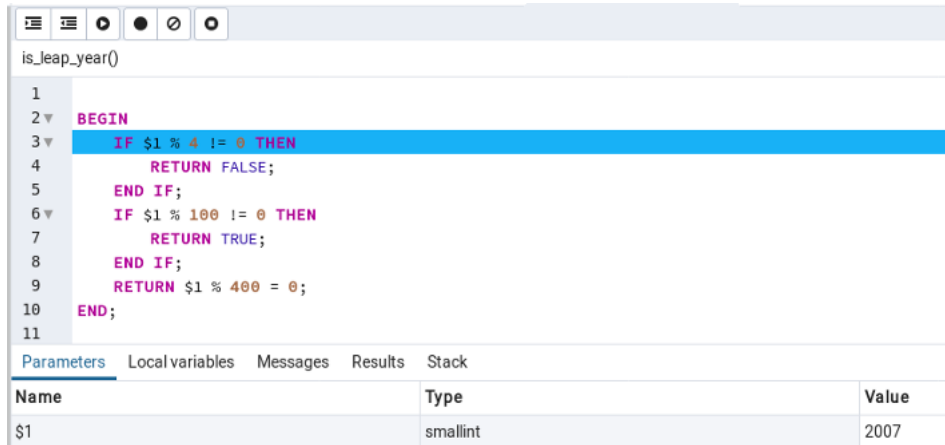 is_leap_year()
1
2 BEGIN
3 IF $1 % 4 != 0 THEN
4 RETURN FALSE;
5 END IF;
6 IF $1 % 100 != 0 THEN
7 RETURN TRUE;
8 END IF;
9 RETURN $1 % 400 = 0;
10 END;
11
Parameters Local variables Messages Results Stack
Name Type Value
$1 smallint 2007